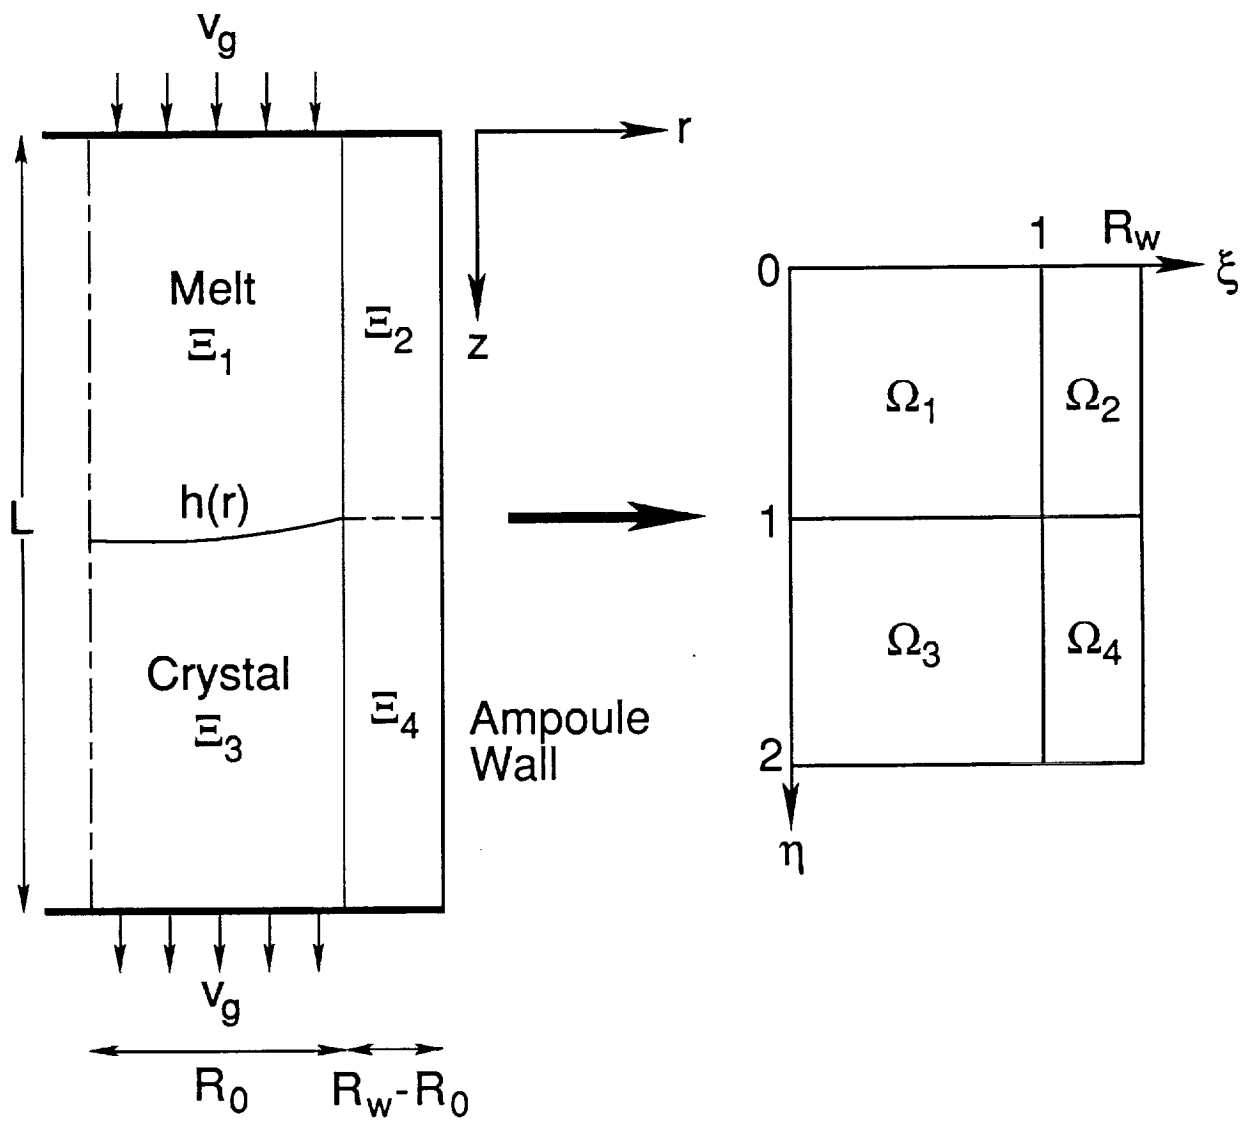 v_g
r
z
Melt
Ξ_1
Ξ_2
h(r)
L
Crystal
Ξ_3
Ξ_4
Ampoule
Wall
v_g
R_0
R_w-R_0
1
R_w
0
ξ
Ω_1
Ω_2
1
Ω_3
Ω_4
2
η